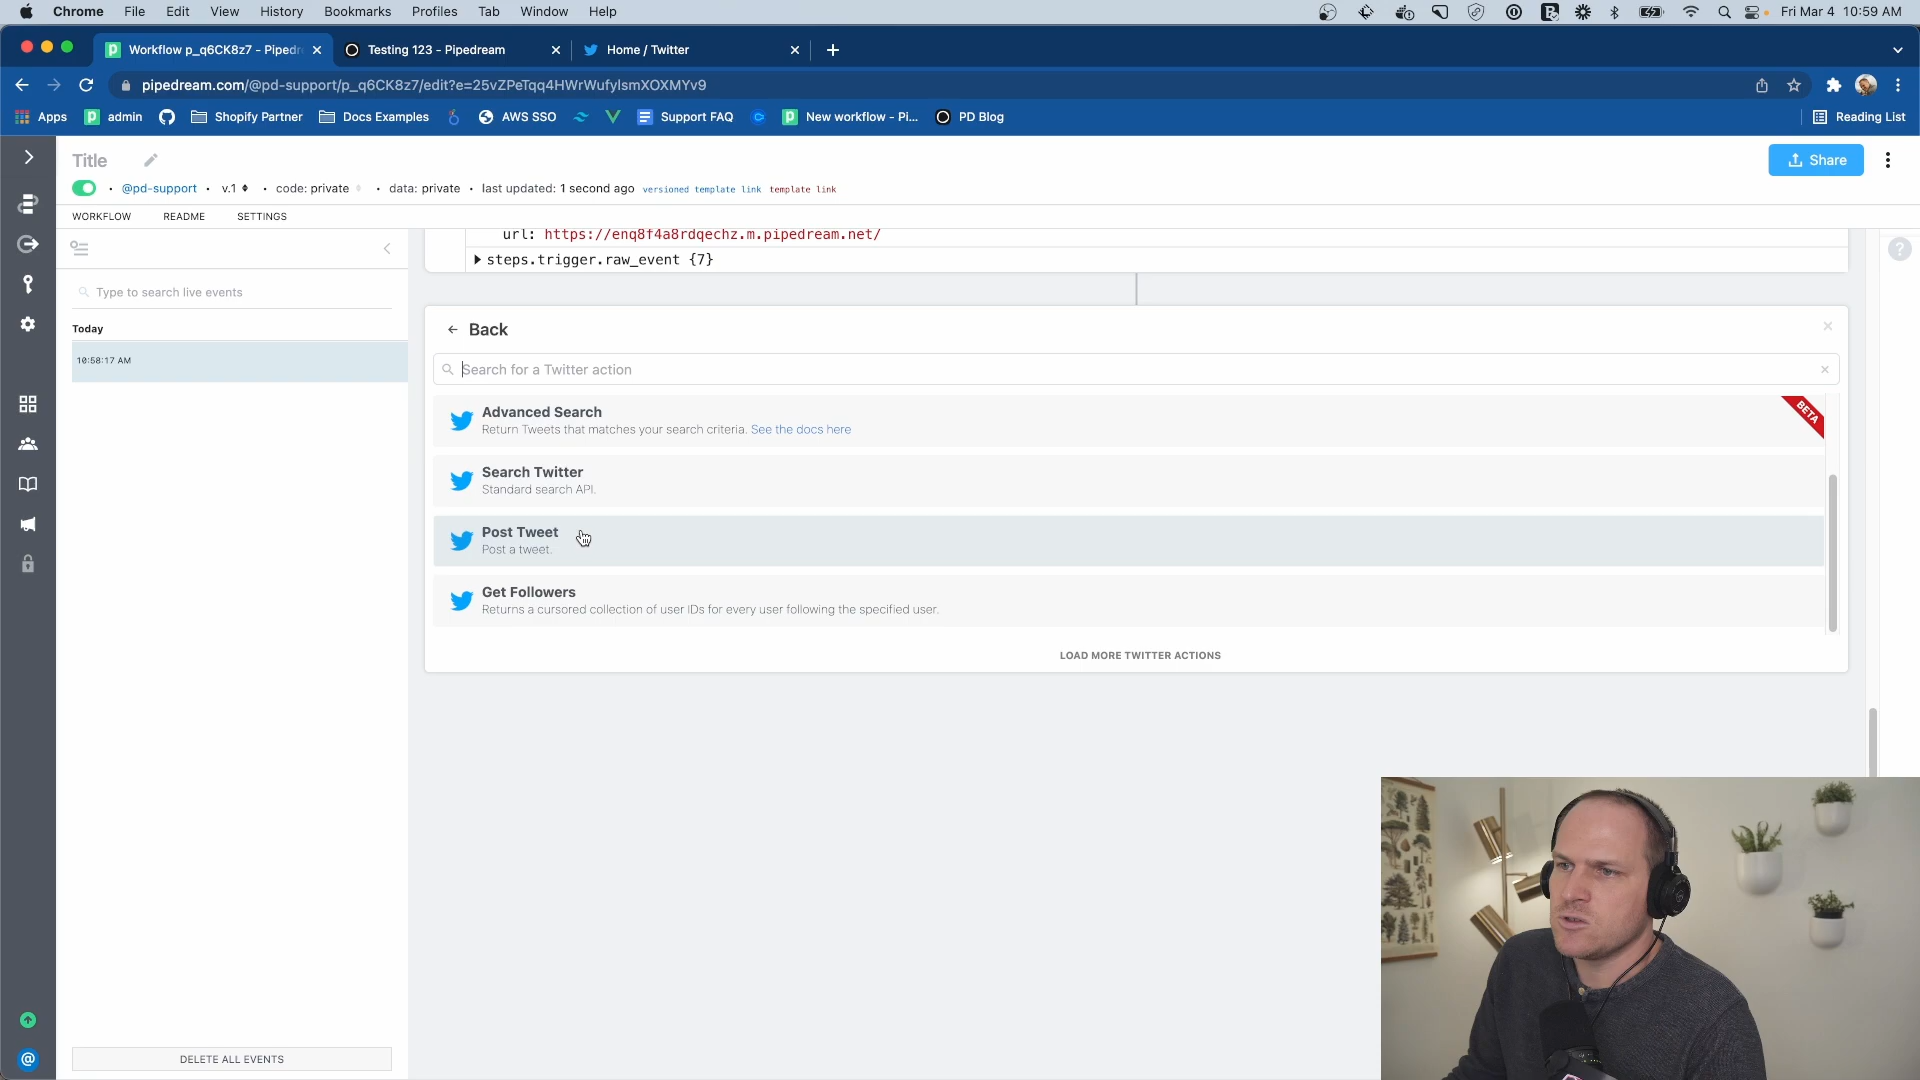 Chrome File Edit View History Bookmarks Profiles Tab Window Help Fri Mar 4 10:59 AM
Workflow p_q6CK8z7 - Pipedr Testing 123 - Pipedream Home / Twitter
pipedream.com/@pd-support/p_q6CK8z7/edit?e=25vZPeTqq4HWrWufylsmXOXMYv9
Apps admin Shopify Partner Docs Examples AWS SSO Support FAQ New workflow - Pi... PD Blog Reading List
Title Share
@pd-support • v.1 • code: private • data: private • last updated: 1 second ago versioned template link template link
WORKFLOW README SETTINGS
url: https://enq8f4a8rdqechz.m.pipedream.net/
steps.trigger.raw_event {7}
Type to search live events
Today
10:58:17 AM
Back
Search for a Twitter action
Advanced Search
Return Tweets that matches your search criteria. See the docs here
BETA
Search Twitter
Standard search API.
Post Tweet
Post a tweet.
Get Followers
Returns a cursored collection of user IDs for every user following the specified user.
LOAD MORE TWITTER ACTIONS
DELETE ALL EVENTS